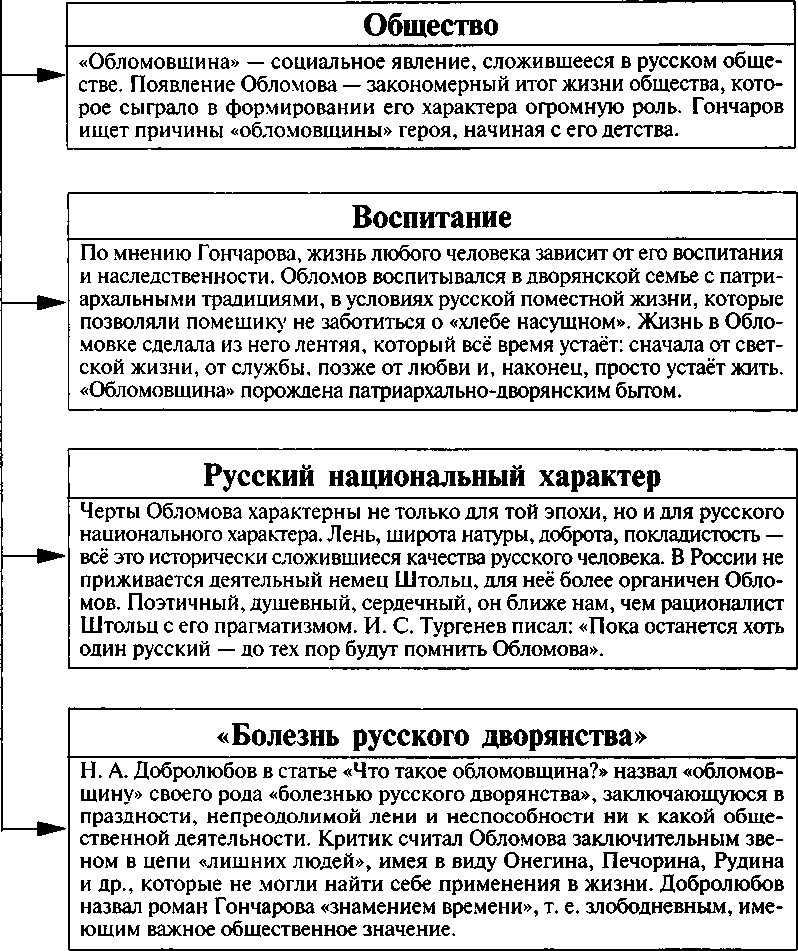 Общество
«Обломовщина» — социальное явление, сложившееся в русском обще-
стве. Появление Обломова — закономерный итог жизни общества, кото-
рое сыграло в формировании его характера огромную роль. Гончаров
ищет причины «обломовщины» героя, начиная с его детства.
Воспитание
По мнению Гончарова, жизнь любого человека зависит от его воспитания
и наследственности. Обломов воспитывался в дворянской семье с патри-
архальными традициями, в условиях русской поместной жизни, которые
позволяли помещику не заботиться о «хлебе насущном». Жизнь в Обло-
мовке сделала из него лентяя, который всё время устаёт: сначала от свет-
ской жизни, от службы, позже от любви и, наконец, просто устаёт жить.
«Обломовщина» порождена патриархально-дворянским бытом.
Русский национальный характер
Черты Обломова характерны не только для той эпохи, но и для русского
национального характера. Лень, широта натуры, доброта, покладистость —
всё это исторически сложившиеся качества русского человека. В России не
приживается деятельный немец Штольц, для неё более органичен Обло-
мов. Поэтичный, душевный, сердечный, он ближе нам, чем рационалист
Штольц с его прагматизмом. И. С. Тургенев писал: «Пока останется хоть
один русский — до тех пор будут помнить Обломова».
«Болезнь русского дворянства»
Н. А. Добролюбов в статье «Что такое обломовщина?» назвал «обломов-
щину» своего рода «болезнью русского дворянства», заключающуюся в
праздности, непреодолимой лени и неспособности ни к какой обще-
ственной деятельности. Критик считал Обломова заключительным зве-
ном в цепи «лишних людей», имея в виду Онегина, Печорина, Рудина
и др., которые не могли найти себе применения в жизни. Добролюбов
назвал роман Гончарова «знамением времени», т. е. злободневным, име-
ющим важное общественное значение.